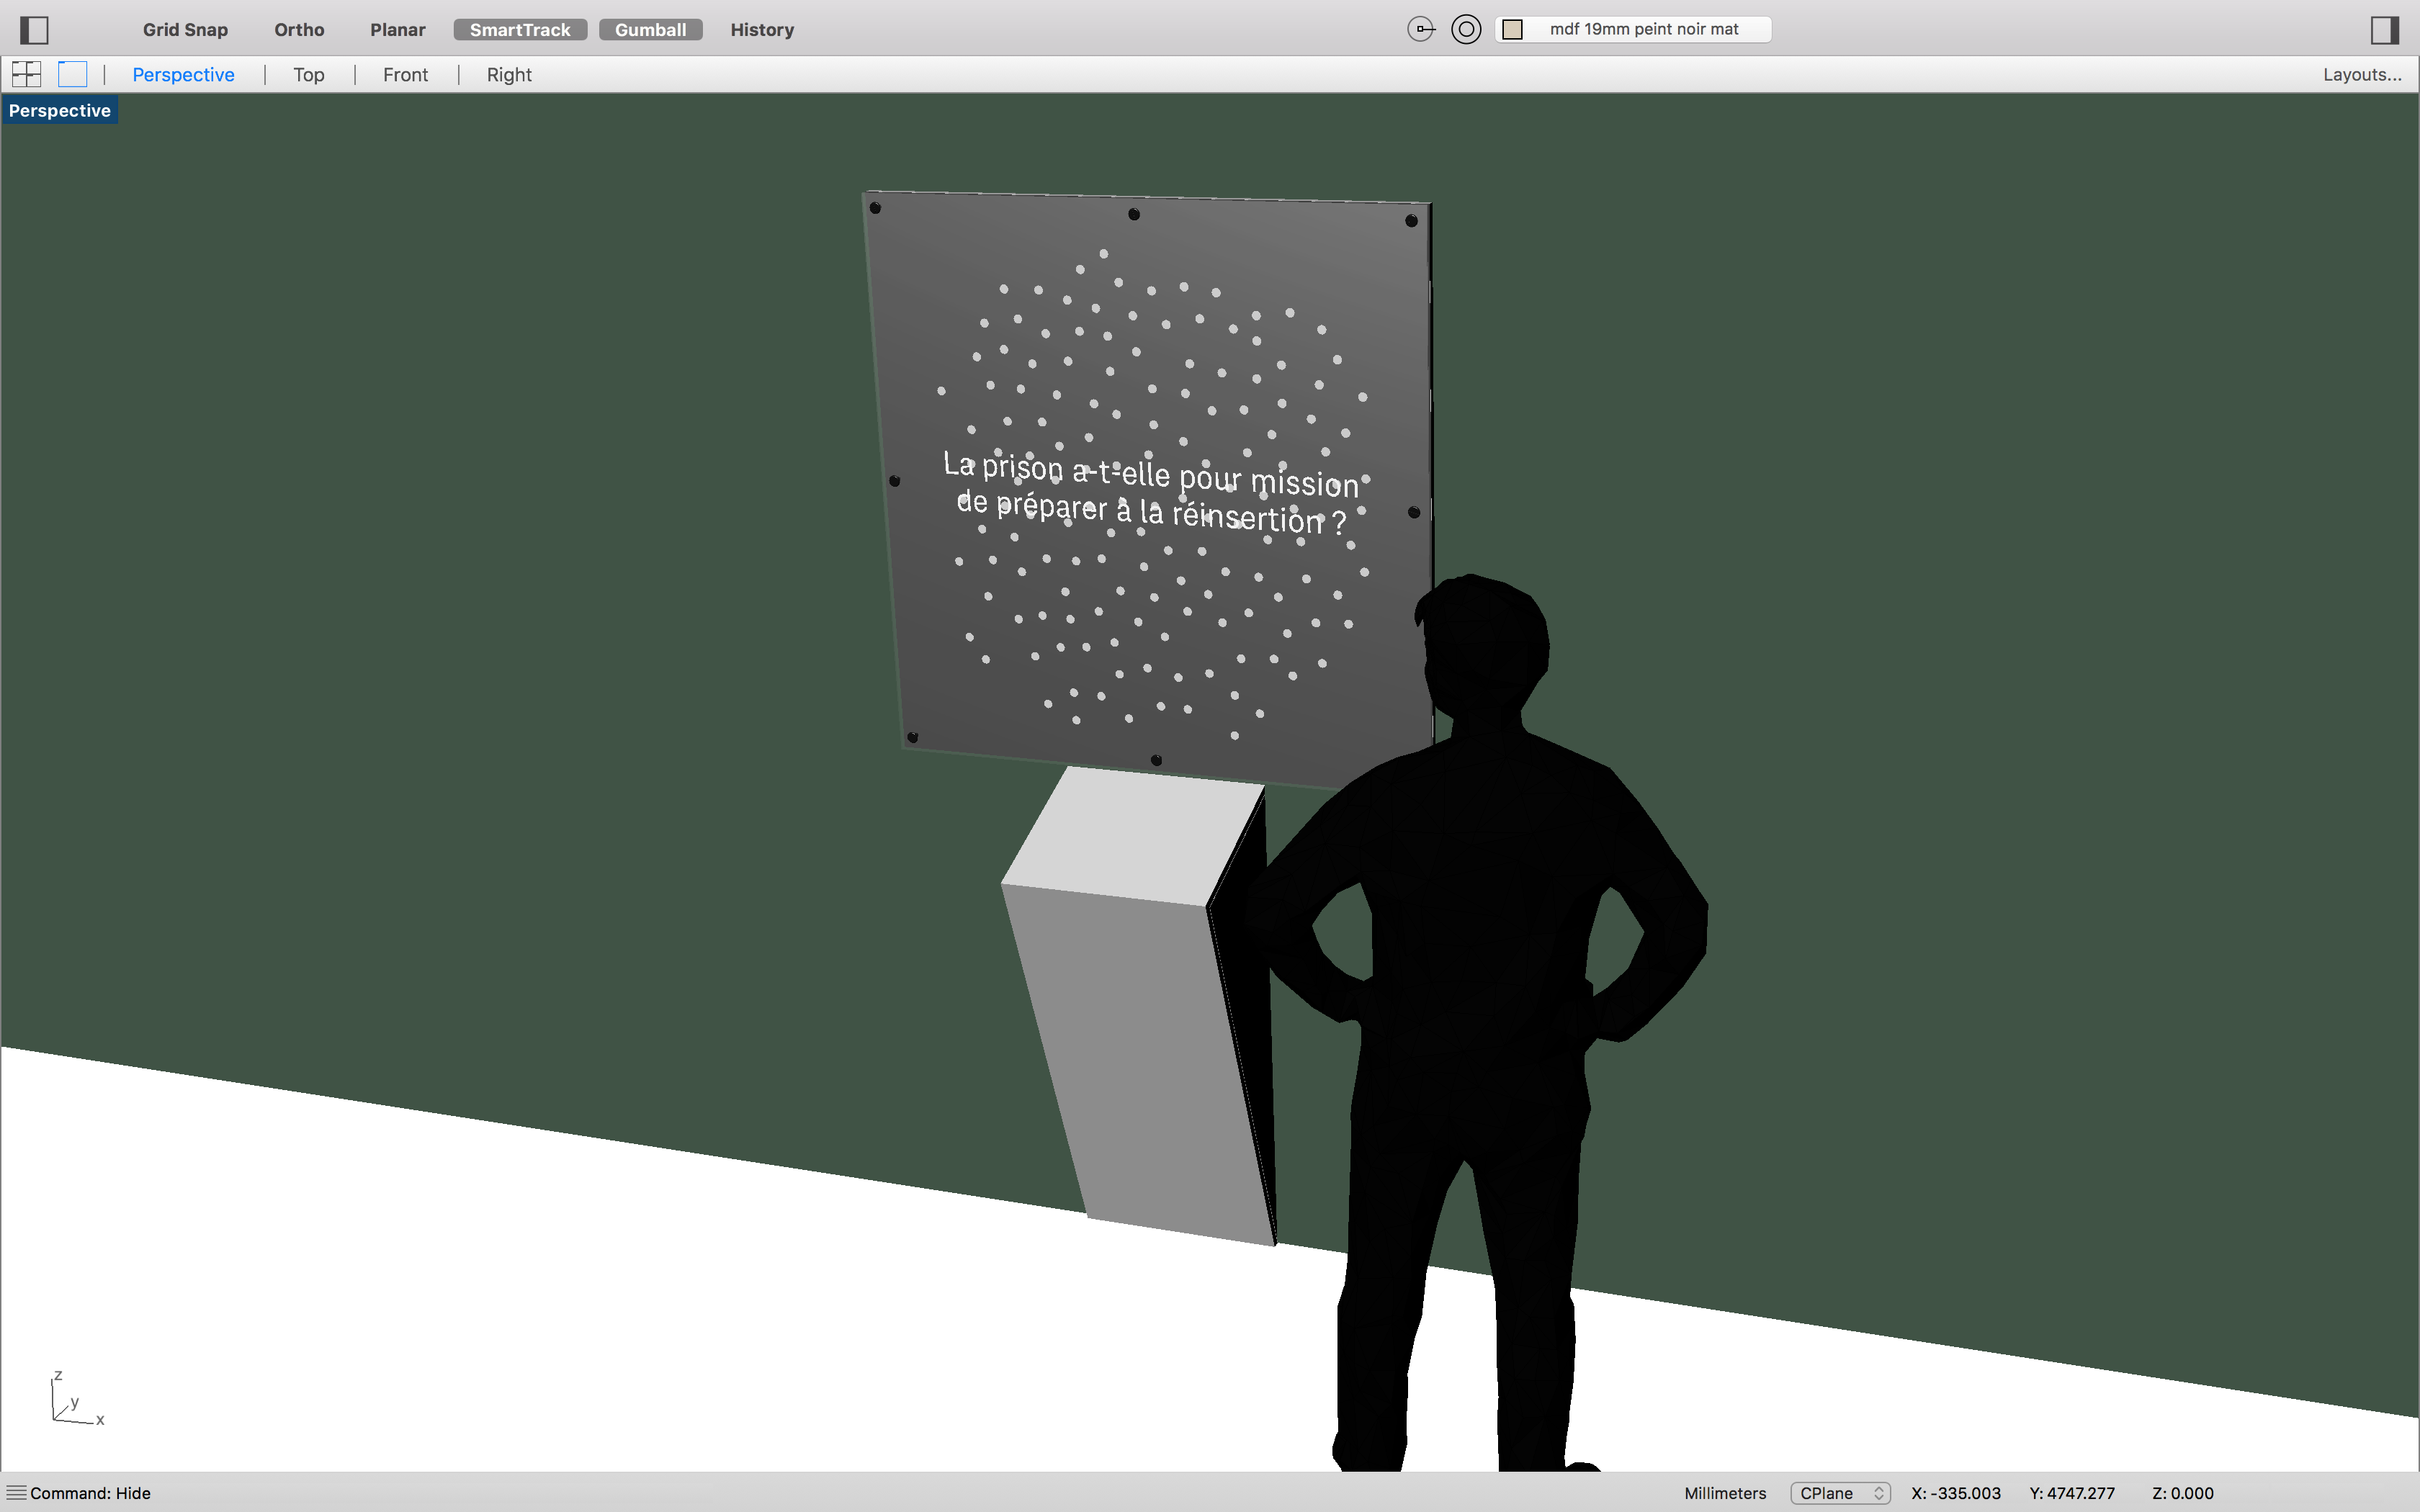 Grid Snap Ortho Planar SmartTrack Gumball History mdf 19mm peint noir mat
Perspective Top Front Right Layouts...
Perspective
La prison a-t-elle pour mission
de préparer à la réinsertion ?
z
y
x
Command: Hide Millimeters CPlane X: -335.003 Y: 4747.277 Z: 0.000